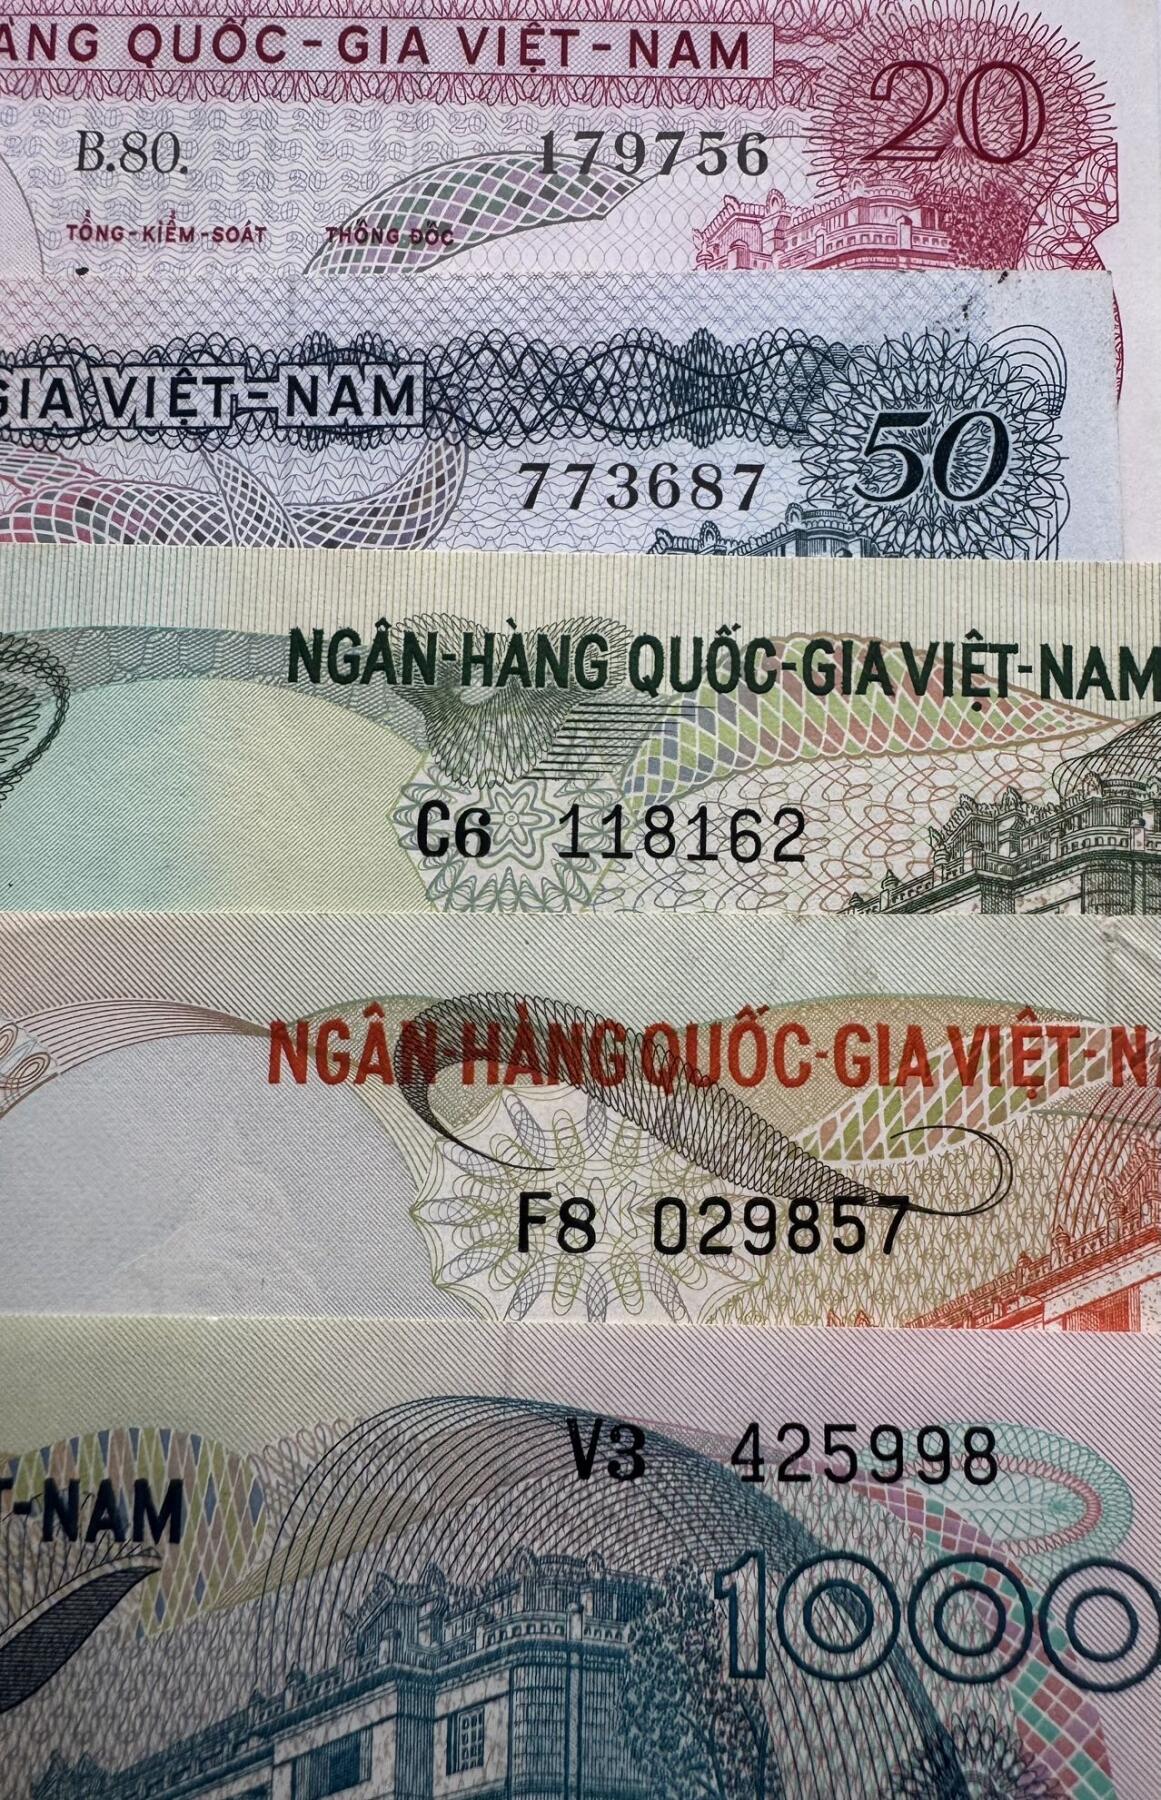 ÀNG QUỐC-GIA VIỆT-NAM
20
B.80. 179756
TỔNG-KIỂM-SOÁT THỐNG ĐỐC
GIA VIỆT-NAM
50
773687
NGÂN-HÀNG QUỐC-GIA VIỆT-NAM
C6 118162
NGÂN-HÀNG QUỐC-GIA VIỆT-N
F8 029857
V3 425998
T-NAM
1000